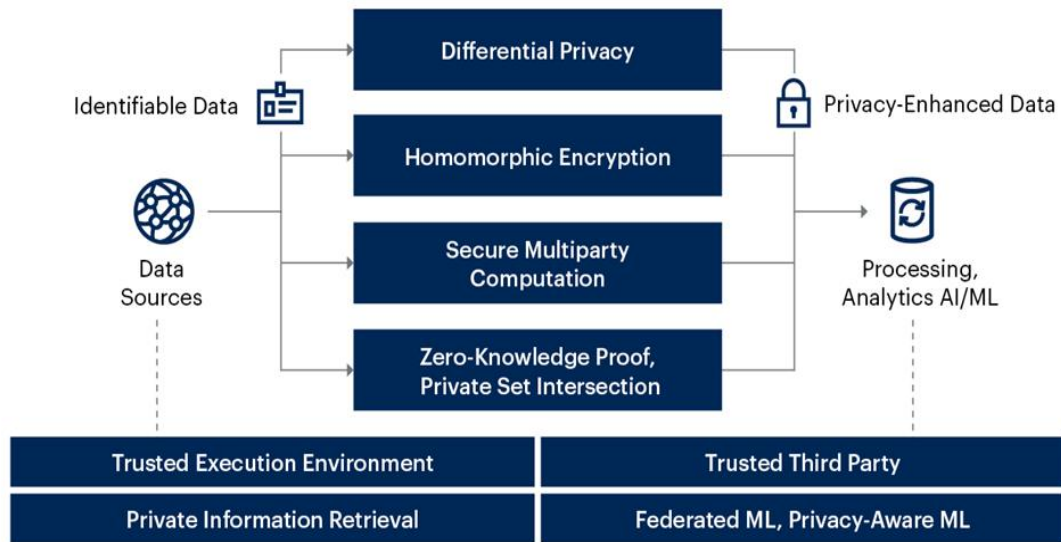 Differential Privacy
Identifiable Data
Privacy-Enhanced Data
Homomorphic Encryption
Data
Sources
Secure Multiparty
Computation
Processing,
Analytics AI/ML
Zero-Knowledge Proof,
Private Set Intersection
Trusted Execution Environment
Trusted Third Party
Private Information Retrieval
Federated ML, Privacy-Aware ML